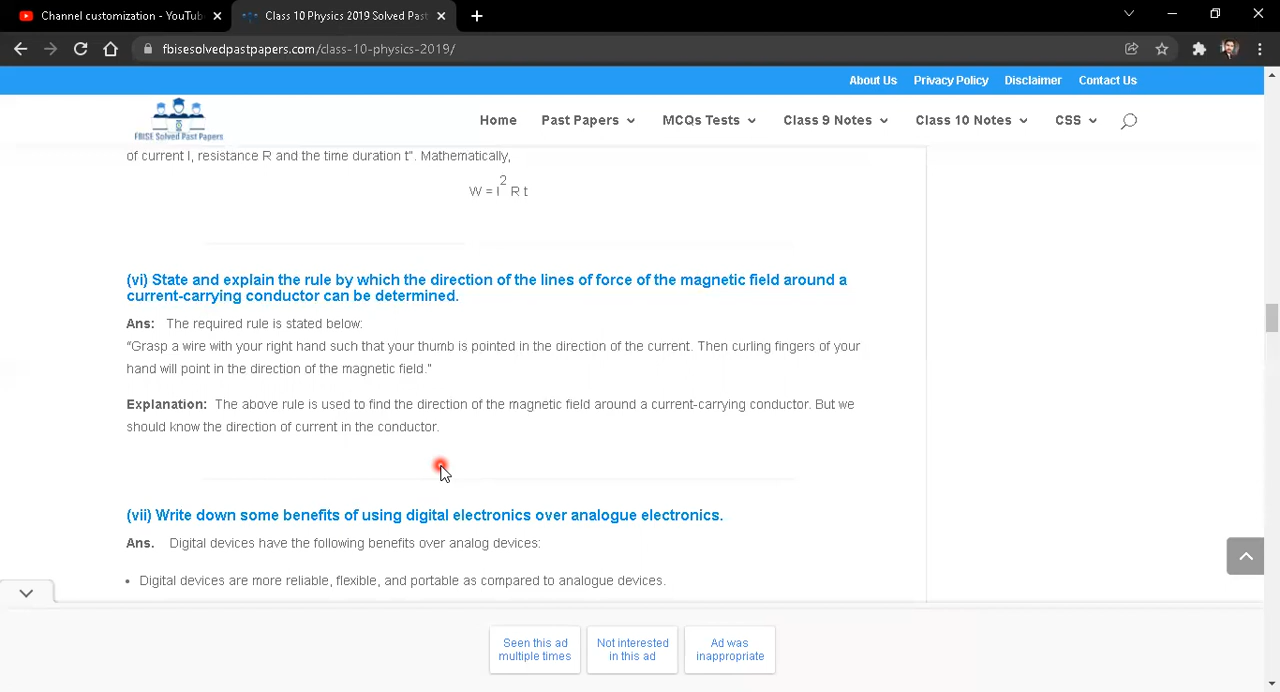 Channel customization - YouTub
Class 10 Physics 2019 Solved Past
fbisesolvedpastpapers.com/class-10-physics-2019/
About Us Privacy Policy Disclaimer Contact Us
FBISE Solved Past Papers
Home Past Papers MCQs Tests Class 9 Notes Class 10 Notes CSS
of current I, resistance R and the time duration t". Mathematically,
W = I² R t
(vi) State and explain the rule by which the direction of the lines of force of the magnetic field around a
current-carrying conductor can be determined.
Ans: The required rule is stated below:
"Grasp a wire with your right hand such that your thumb is pointed in the direction of the current. Then curling fingers of your
hand will point in the direction of the magnetic field."
Explanation: The above rule is used to find the direction of the magnetic field around a current-carrying conductor. But we
should know the direction of current in the conductor.
(vii) Write down some benefits of using digital electronics over analogue electronics.
Ans. Digital devices have the following benefits over analog devices:
• Digital devices are more reliable, flexible, and portable as compared to analogue devices.
Seen this ad
multiple times
Not interested
in this ad
Ad was
inappropriate